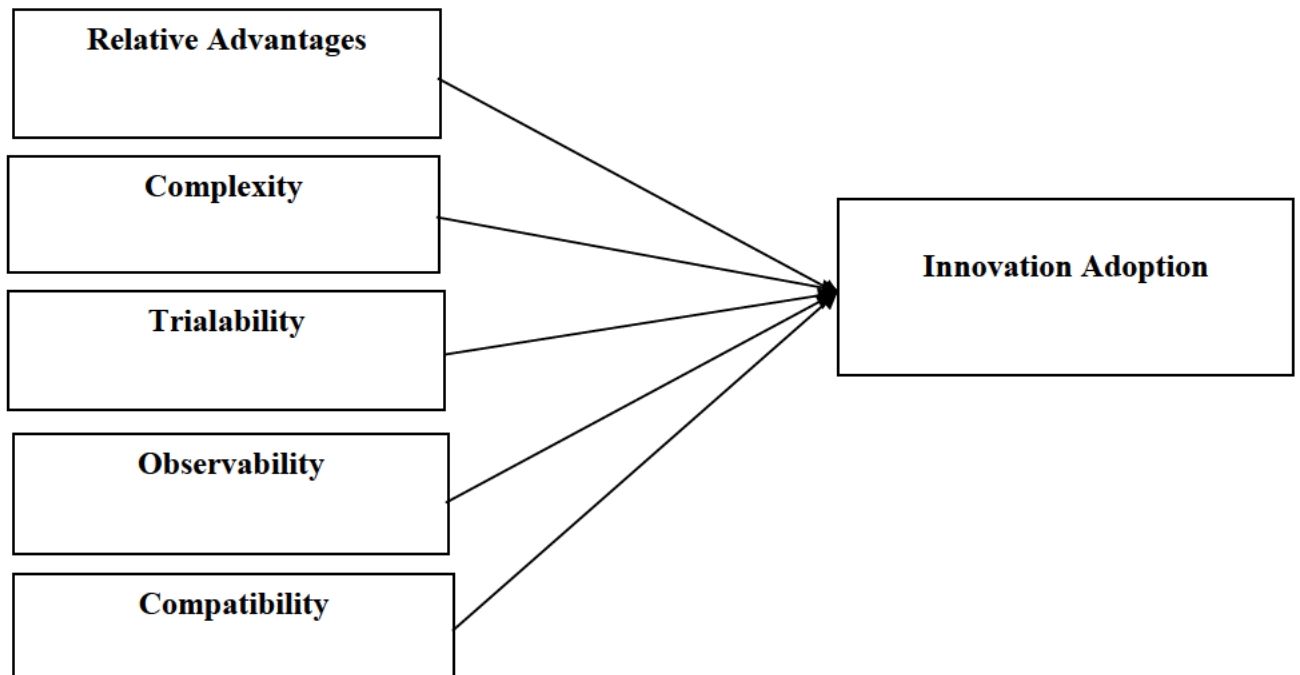 Relative Advantages
Complexity
Trialability
Observability
Compatibility
Innovation Adoption